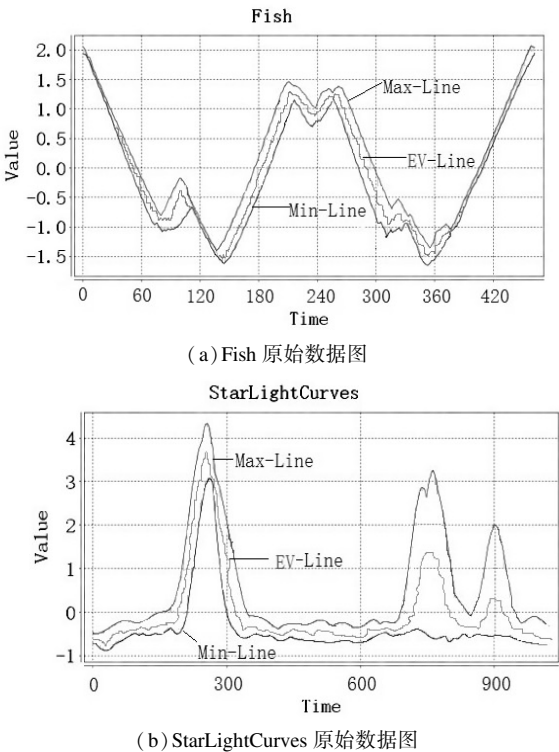 Fish
2.0
1.5
1.0
0.5
0.0
-0.5
-1.0
-1.5
Value
Max-Line
EV-Line
Min-Line
0 60 120 180 240 300 360 420
Time
(a)Fish 原始数据图
StarLightCurves
4
3
2
1
0
-1
Value
Max-Line
EV-Line
Min-Line
0 300 600 900
Time
(b)StarLightCurves 原始数据图